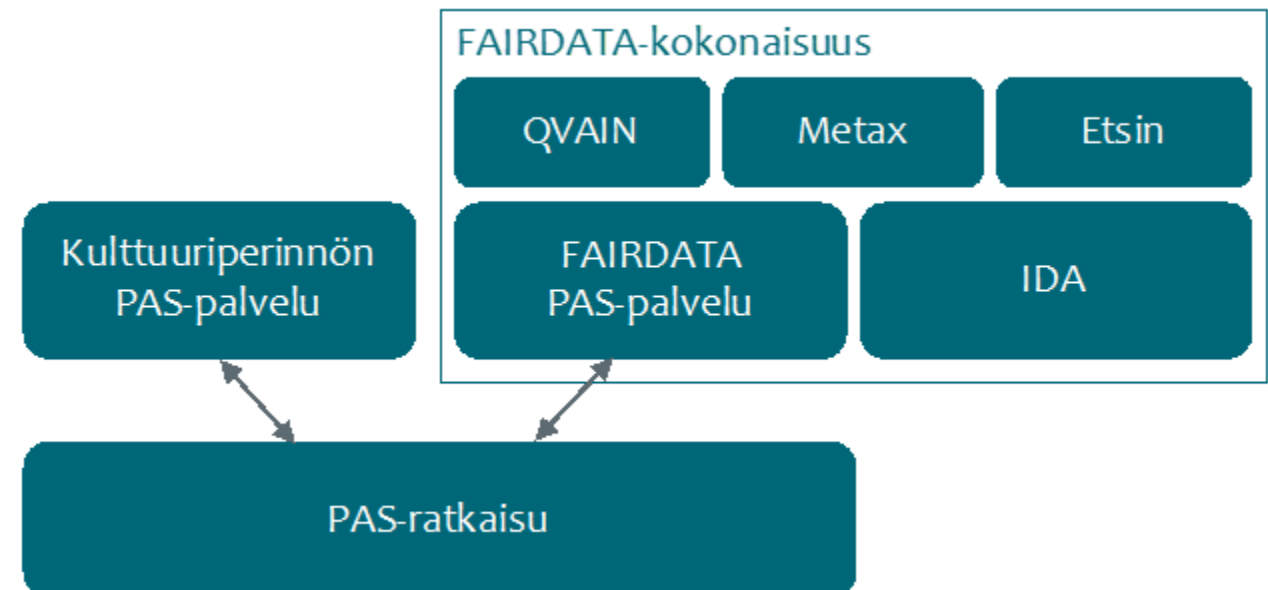 FAIRDATA-kokonaisuus
QVAIN
Metax
Etsin
Kulttuuriperinnön
PAS-palvelu
FAIRDATA
PAS-palvelu
IDA
PAS-ratkaisu